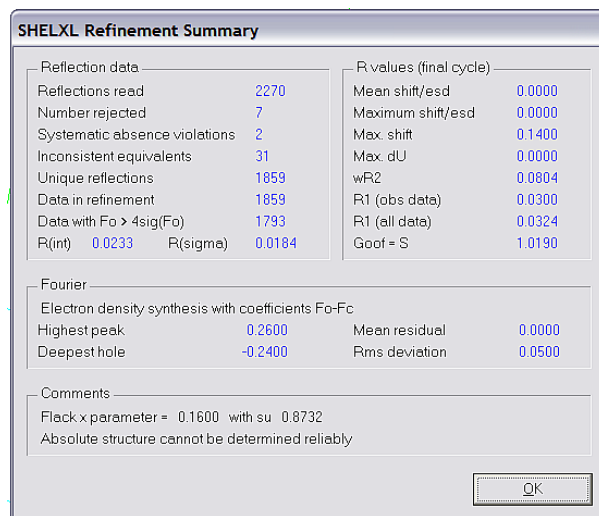 SHELXL Refinement Summary
Reflection data
Reflections read 2270
Number rejected 7
Systematic absence violations 2
Inconsistent equivalents 31
Unique reflections 1859
Data in refinement 1859
Data with Fo > 4sig(Fo) 1793
R(int) 0.0233 R(sigma) 0.0184
R values (final cycle)
Mean shift/esd 0.0000
Maximum shift/esd 0.0000
Max. shift 0.1400
Max. dU 0.0000
wR2 0.0804
R1 (obs data) 0.0300
R1 (all data) 0.0324
Goof = S 1.0190
Fourier
Electron density synthesis with coefficients Fo-Fc
Highest peak 0.2600 Mean residual 0.0000
Deepest hole -0.2400 Rms deviation 0.0500
Comments
Flack x parameter = 0.1600 with su 0.8732
Absolute structure cannot be determined reliably
OK